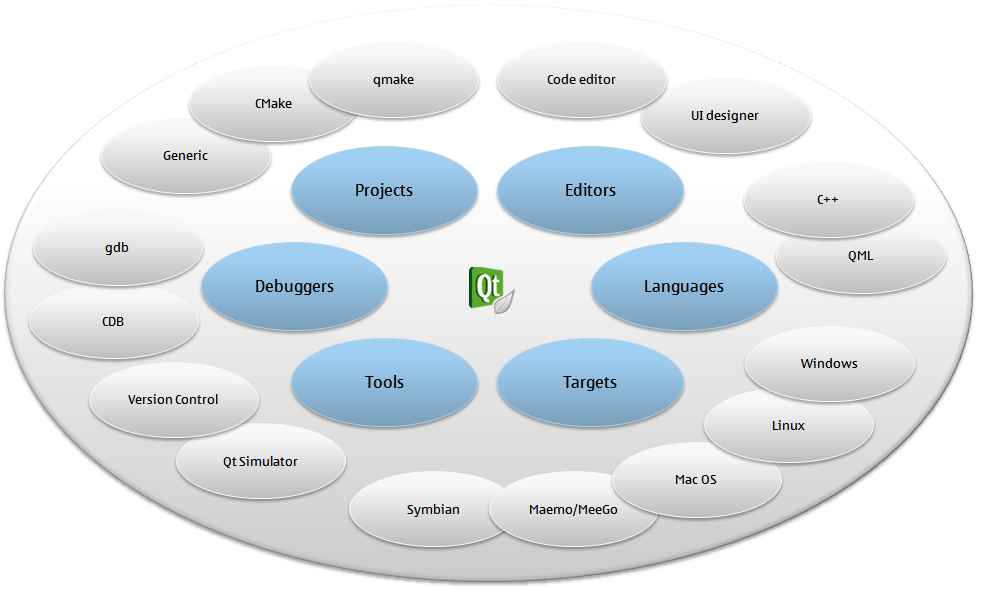 qmake
Code editor
CMake
UI designer
Generic
Projects
Editors
C++
gdb
QML
Debuggers
Qt
Languages
CDB
Windows
Tools
Targets
Version Control
Linux
Qt Simulator
Mac OS
Symbian
Maemo/MeeGo